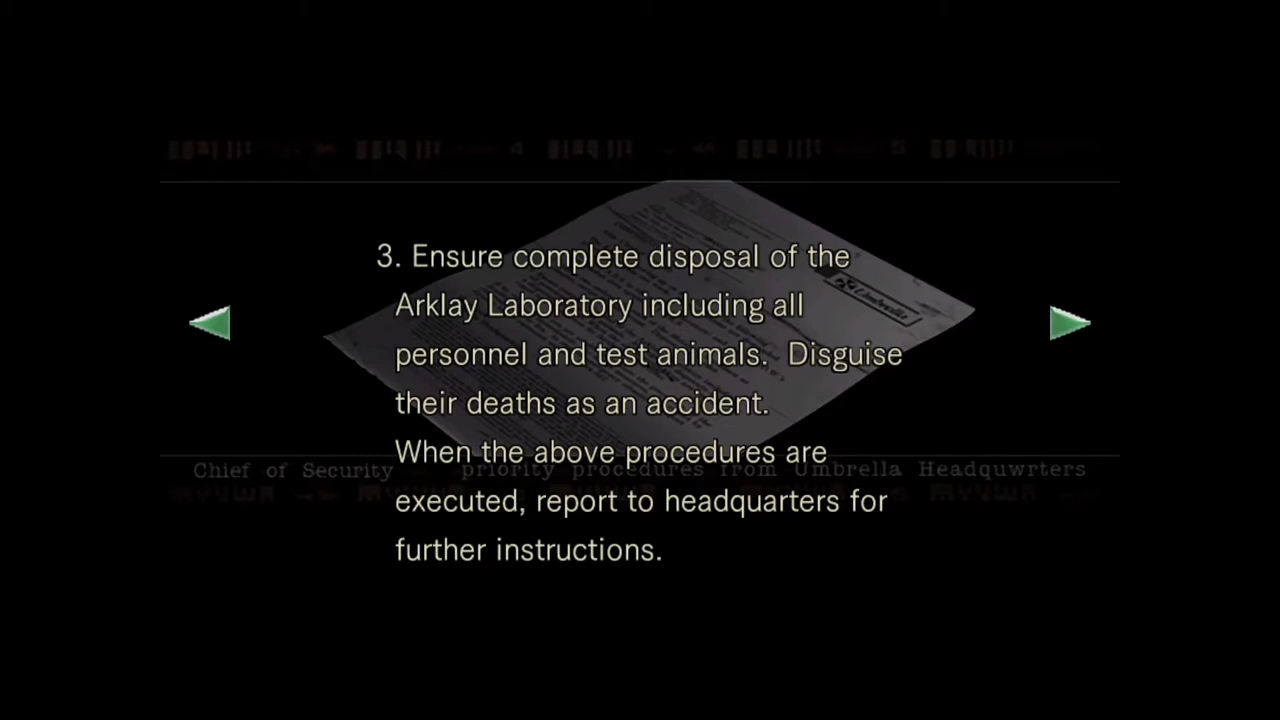 3. Ensure complete disposal of the
Arklay Laboratory including all
personnel and test animals. Disguise
their deaths as an accident.
When the above procedures are
Chief of Security priority procedures from Umbrella Headquwrters
executed, report to headquarters for
further instructions.
Umbrella